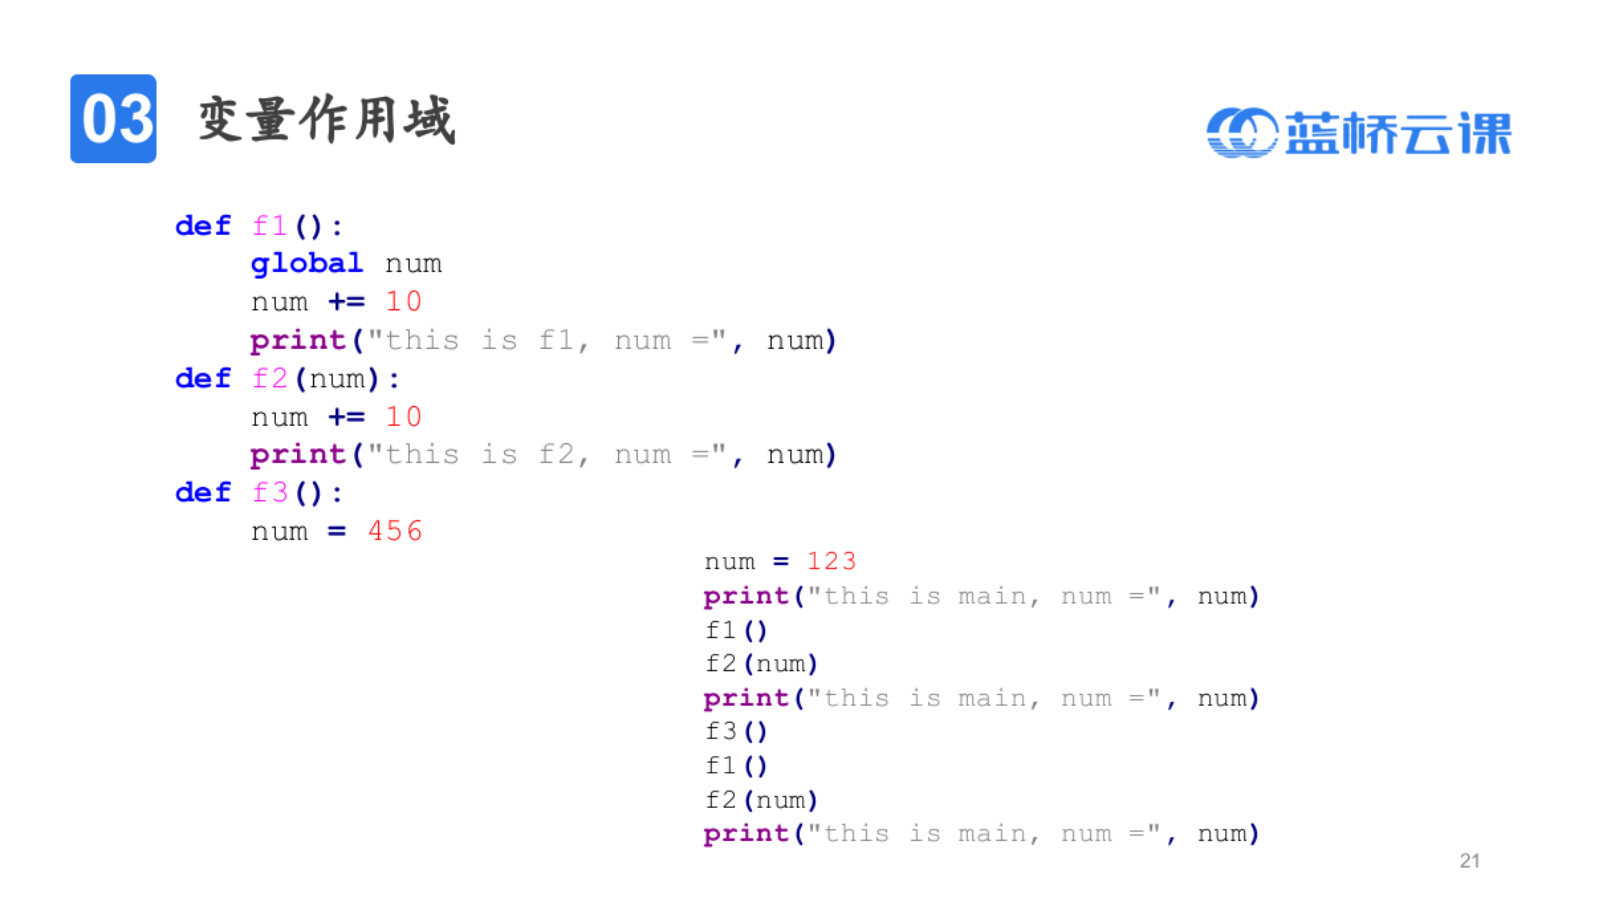 03 变量作用域
蓝桥云课
def f1():
    global num
    num += 10
    print("this is f1, num =", num)
def f2(num):
    num += 10
    print("this is f2, num =", num)
def f3():
    num = 456
num = 123
print("this is main, num =", num)
f1()
f2(num)
print("this is main, num =", num)
f3()
f1()
f2(num)
print("this is main, num =", num)
21